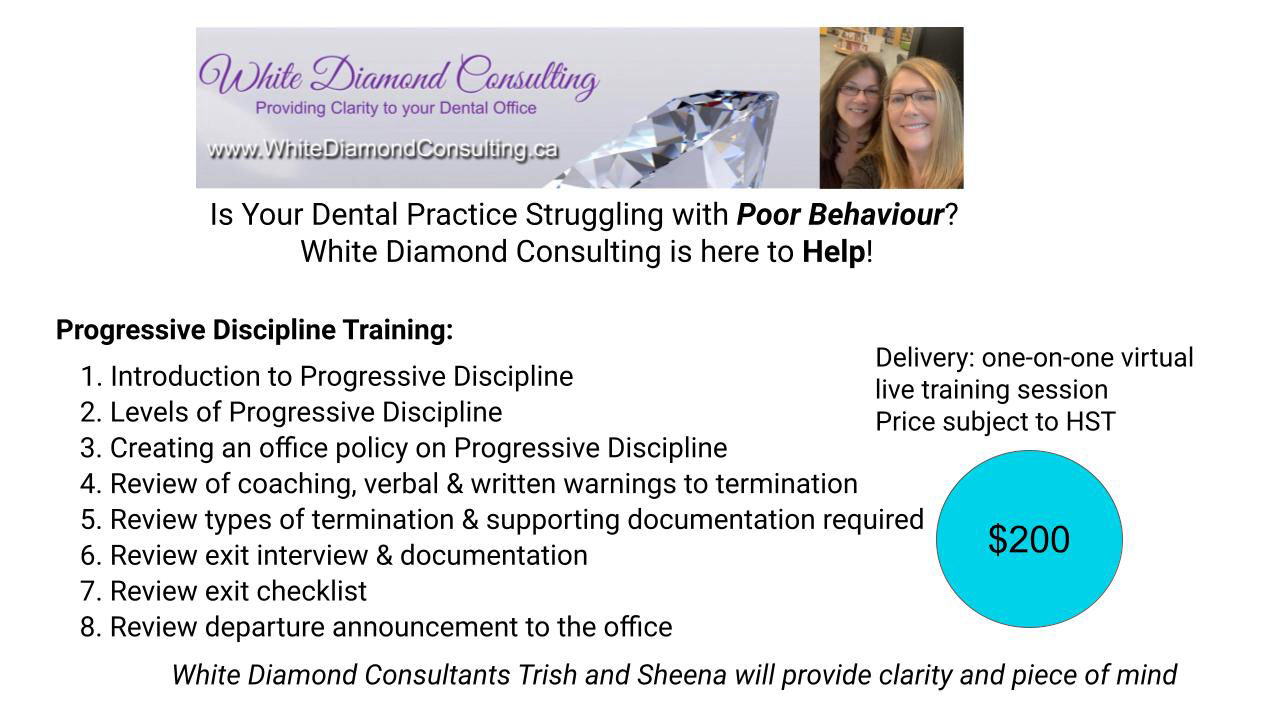 White Diamond Consulting
Providing Clarity to your Dental Office
www.WhiteDiamondConsulting.ca
Is Your Dental Practice Struggling with Poor Behaviour?
White Diamond Consulting is here to Help!
Progressive Discipline Training:
1. Introduction to Progressive Discipline
2. Levels of Progressive Discipline
3. Creating an office policy on Progressive Discipline
4. Review of coaching, verbal & written warnings to termination
5. Review types of termination & supporting documentation required
6. Review exit interview & documentation
7. Review exit checklist
8. Review departure announcement to the office
Delivery: one-on-one virtual
live training session
Price subject to HST
$200
White Diamond Consultants Trish and Sheena will provide clarity and piece of mind